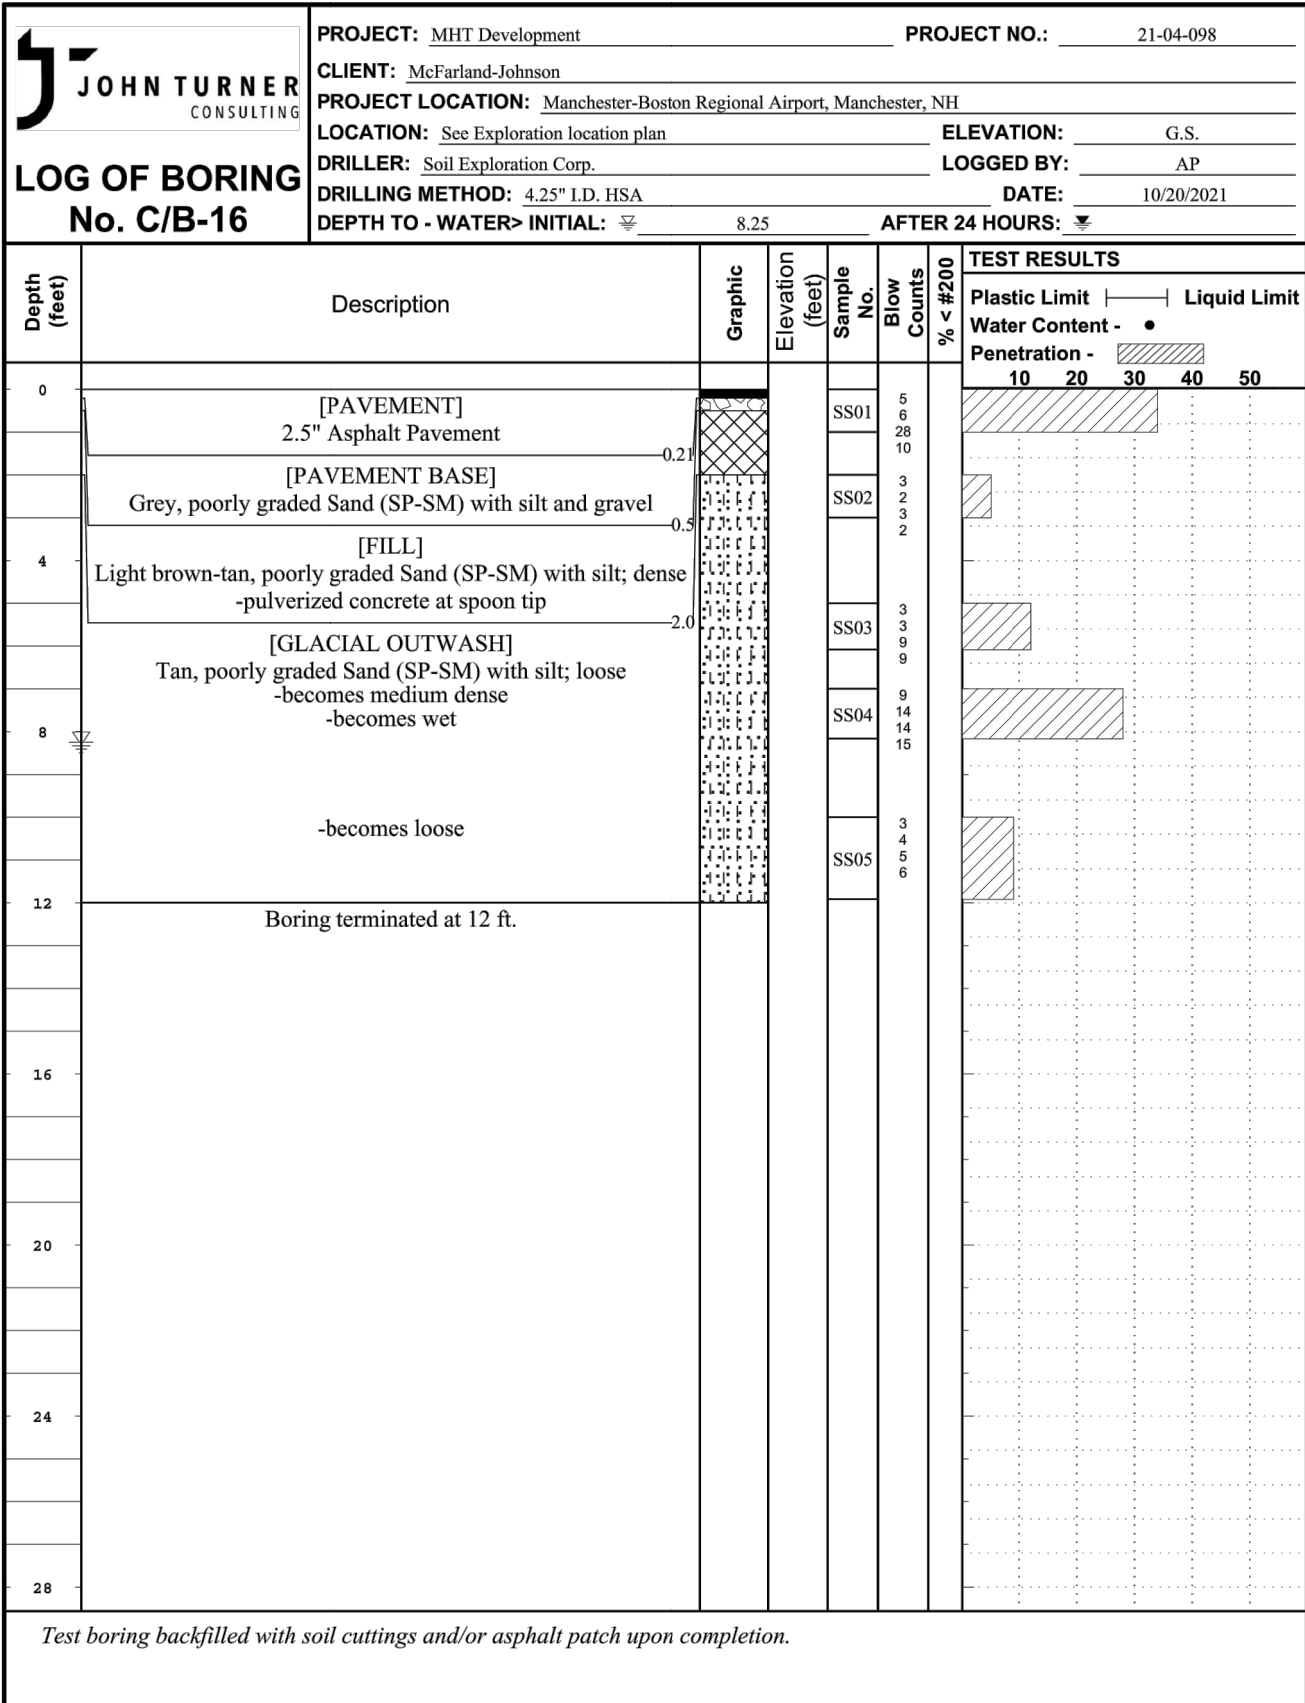 JOHN TURNER
CONSULTING
LOG OF BORING
No. C/B-16
PROJECT: MHT Development PROJECT NO.: 21-04-098
CLIENT: McFarland-Johnson
PROJECT LOCATION: Manchester-Boston Regional Airport, Manchester, NH
LOCATION: See Exploration location plan ELEVATION: G.S.
DRILLER: Soil Exploration Corp. LOGGED BY: AP
DRILLING METHOD: 4.25" I.D. HSA DATE: 10/20/2021
DEPTH TO - WATER> INITIAL: 8.25 AFTER 24 HOURS:
Depth
(feet)
Description
Graphic
Elevation
(feet)
Sample
No.
Blow
Counts
% < #200
TEST RESULTS
Plastic Limit Liquid Limit
Water Content -
Penetration -
10 20 30 40 50
0
[PAVEMENT]
2.5" Asphalt Pavement
0.21
SS01
5
6
28
10
[PAVEMENT BASE]
Grey, poorly graded Sand (SP-SM) with silt and gravel
0.5
SS02
3
2
3
2
4
[FILL]
Light brown-tan, poorly graded Sand (SP-SM) with silt; dense
-pulverized concrete at spoon tip
2.0
SS03
3
3
9
9
[GLACIAL OUTWASH]
Tan, poorly graded Sand (SP-SM) with silt; loose
-becomes medium dense
-becomes wet
8
SS04
9
14
14
15
-becomes loose
SS05
3
4
5
6
12
Boring terminated at 12 ft.
16
20
24
28
Test boring backfilled with soil cuttings and/or asphalt patch upon completion.